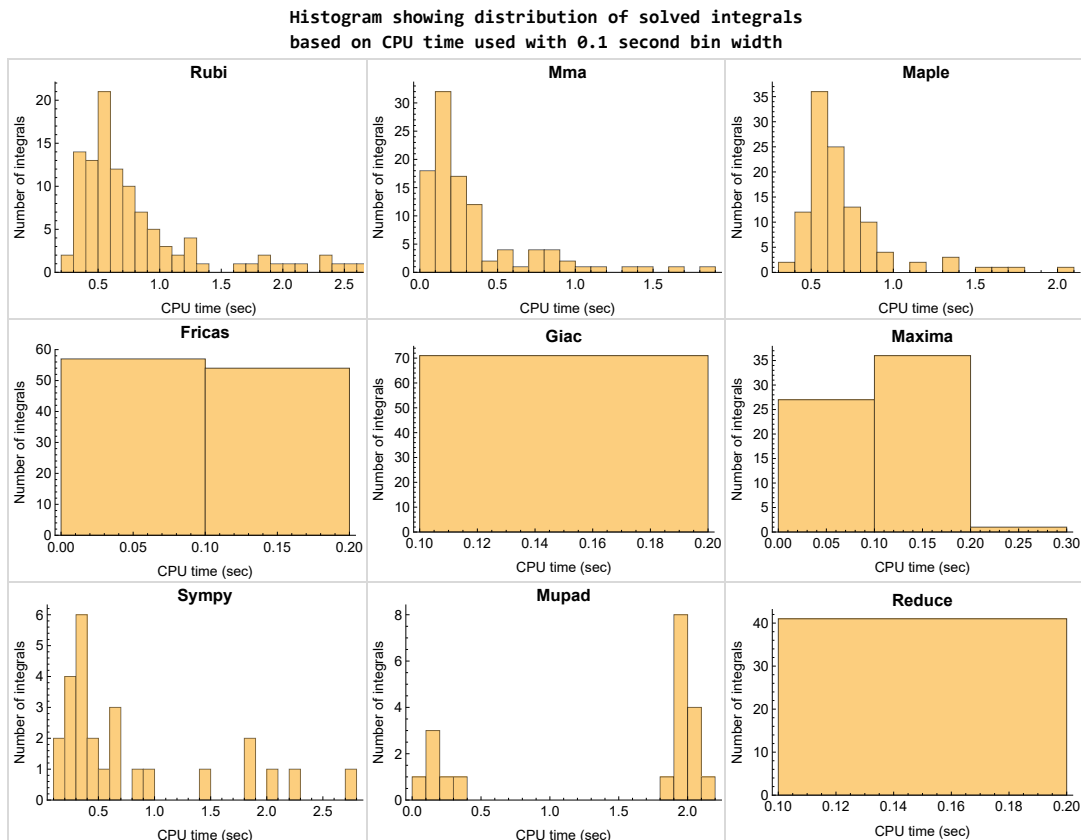 Histogram showing distribution of solved integrals
based on CPU time used with 0.1 second bin width
Rubi
Number of integrals
20
15
10
5
0
0.5 1.0 1.5 2.0 2.5
CPU time (sec)
Mma
Number of integrals
30
25
20
15
10
5
0
0.0 0.5 1.0 1.5
CPU time (sec)
Maple
Number of integrals
35
30
25
20
15
10
5
0
0.5 1.0 1.5 2.0
CPU time (sec)
Fricas
Number of integrals
60
50
40
30
20
10
0
0.00 0.05 0.10 0.15 0.20
CPU time (sec)
Giac
Number of integrals
70
60
50
40
30
20
10
0
0.10 0.12 0.14 0.16 0.18 0.20
CPU time (sec)
Maxima
Number of integrals
35
30
25
20
15
10
5
0
0.00 0.05 0.10 0.15 0.20 0.25 0.30
CPU time (sec)
Sympy
Number of integrals
6
5
4
3
2
1
0
0.5 1.0 1.5 2.0 2.5
CPU time (sec)
Mupad
Number of integrals
8
6
4
2
0
0.0 0.5 1.0 1.5 2.0
CPU time (sec)
Reduce
Number of integrals
40
30
20
10
0
0.10 0.12 0.14 0.16 0.18 0.20
CPU time (sec)